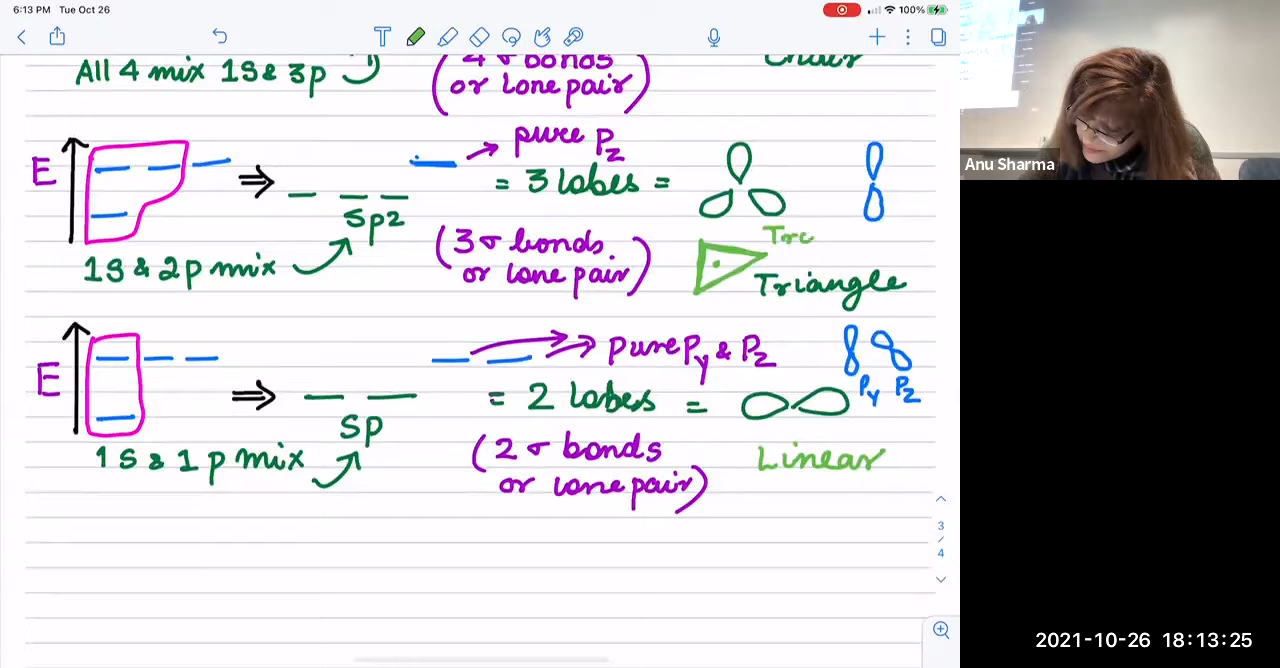 6:13 PM Tue Oct 26
100%
All 4 mix 1s & 3p
(4 σ bonds
or lone pair)
E
pure Pz
= 3 lobes =
sp2
1s & 2p mix
(3 σ bonds
or lone pair)
Tra
Triangle
E
pure Py & Pz
Py Pz
= 2 lobes =
sp
1s & 1p mix
(2 σ bonds
or lone pair)
Linear
3
/
4
Anu Sharma
2021-10-26 18:13:25